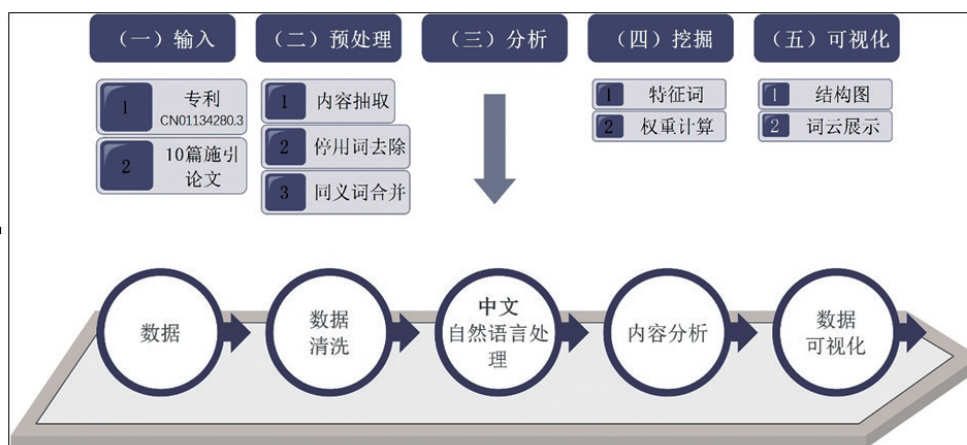 （一）输入
（二）预处理
（三）分析
（四）挖掘
（五）可视化
1
专利
CN01134280.3
2
10篇施引
论文
1
内容抽取
2
停用词去除
3
同义词合并
1
特征词
2
权重计算
1
结构图
2
词云展示
数据
数据
清洗
中文
自然语言处
理
内容分析
数据
可视化